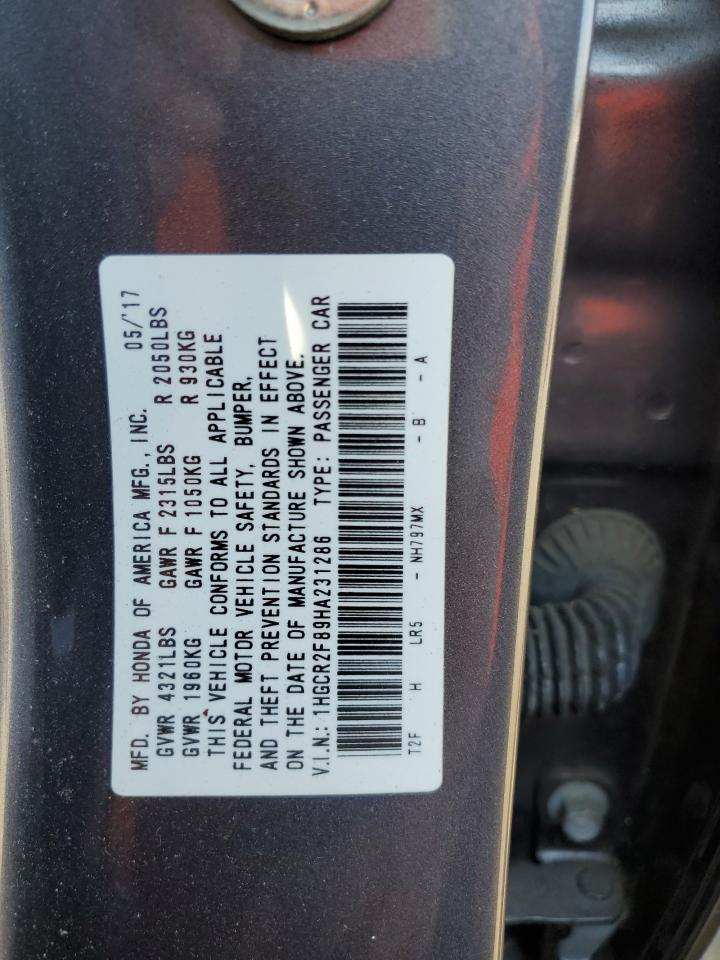 MFD. BY HONDA OF AMERICA MFG., INC. 05/'17
GVWR 4321LBS GAWR F 2315LBS R 2050LBS
GVWR 1960KG GAWR F 1050KG R 930KG
THIS VEHICLE CONFORMS TO ALL APPLICABLE
FEDERAL MOTOR VEHICLE SAFETY, BUMPER,
AND THEFT PREVENTION STANDARDS IN EFFECT
ON THE DATE OF MANUFACTURE SHOWN ABOVE.
V.I.N.: 1HGCR2F89HA231286 TYPE: PASSENGER CAR
T2F H LR5 - NH797MX - B - A